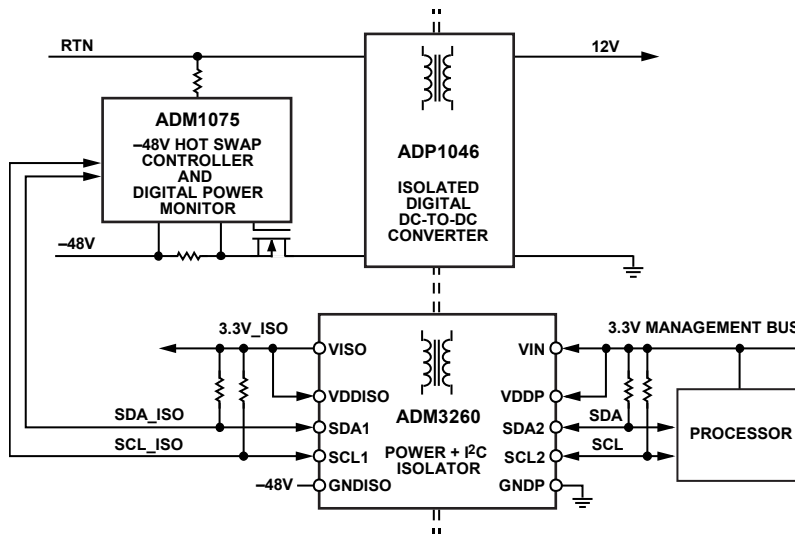 RTN
12V
ADM1075
–48V HOT SWAP
CONTROLLER
AND
DIGITAL POWER
MONITOR
ADP1046
ISOLATED
DIGITAL
DC-TO-DC
CONVERTER
–48V
3.3V_ISO
VISO
VIN
3.3V MANAGEMENT BUS
VDDISO
VDDP
ADM3260
SDA_ISO
SDA1
SDA2
SDA
PROCESSOR
SCL_ISO
SCL1
POWER + I²C
ISOLATOR
SCL2
SCL
–48V
GNDISO
GNDP